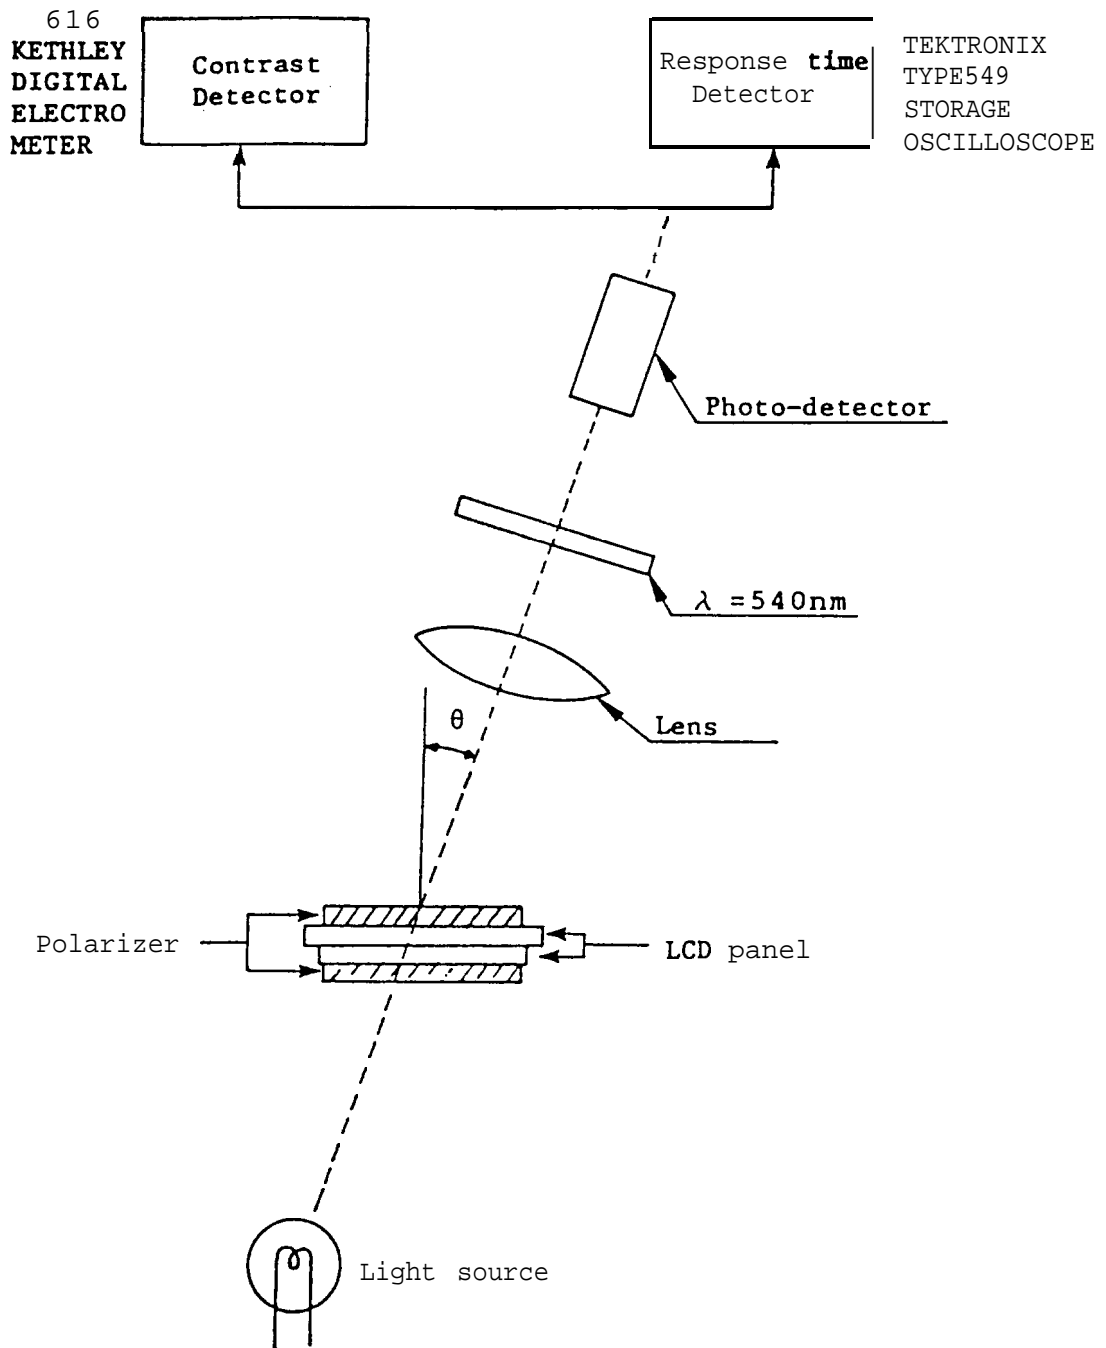 616
KETHLEY
DIGITAL
ELECTRO
METER
Contrast
Detector
Response time
Detector
TEKTRONIX
TYPE549
STORAGE
OSCILLOSCOPE
Photo-detector
λ =540nm
Lens
θ
Polarizer
LCD panel
Light source